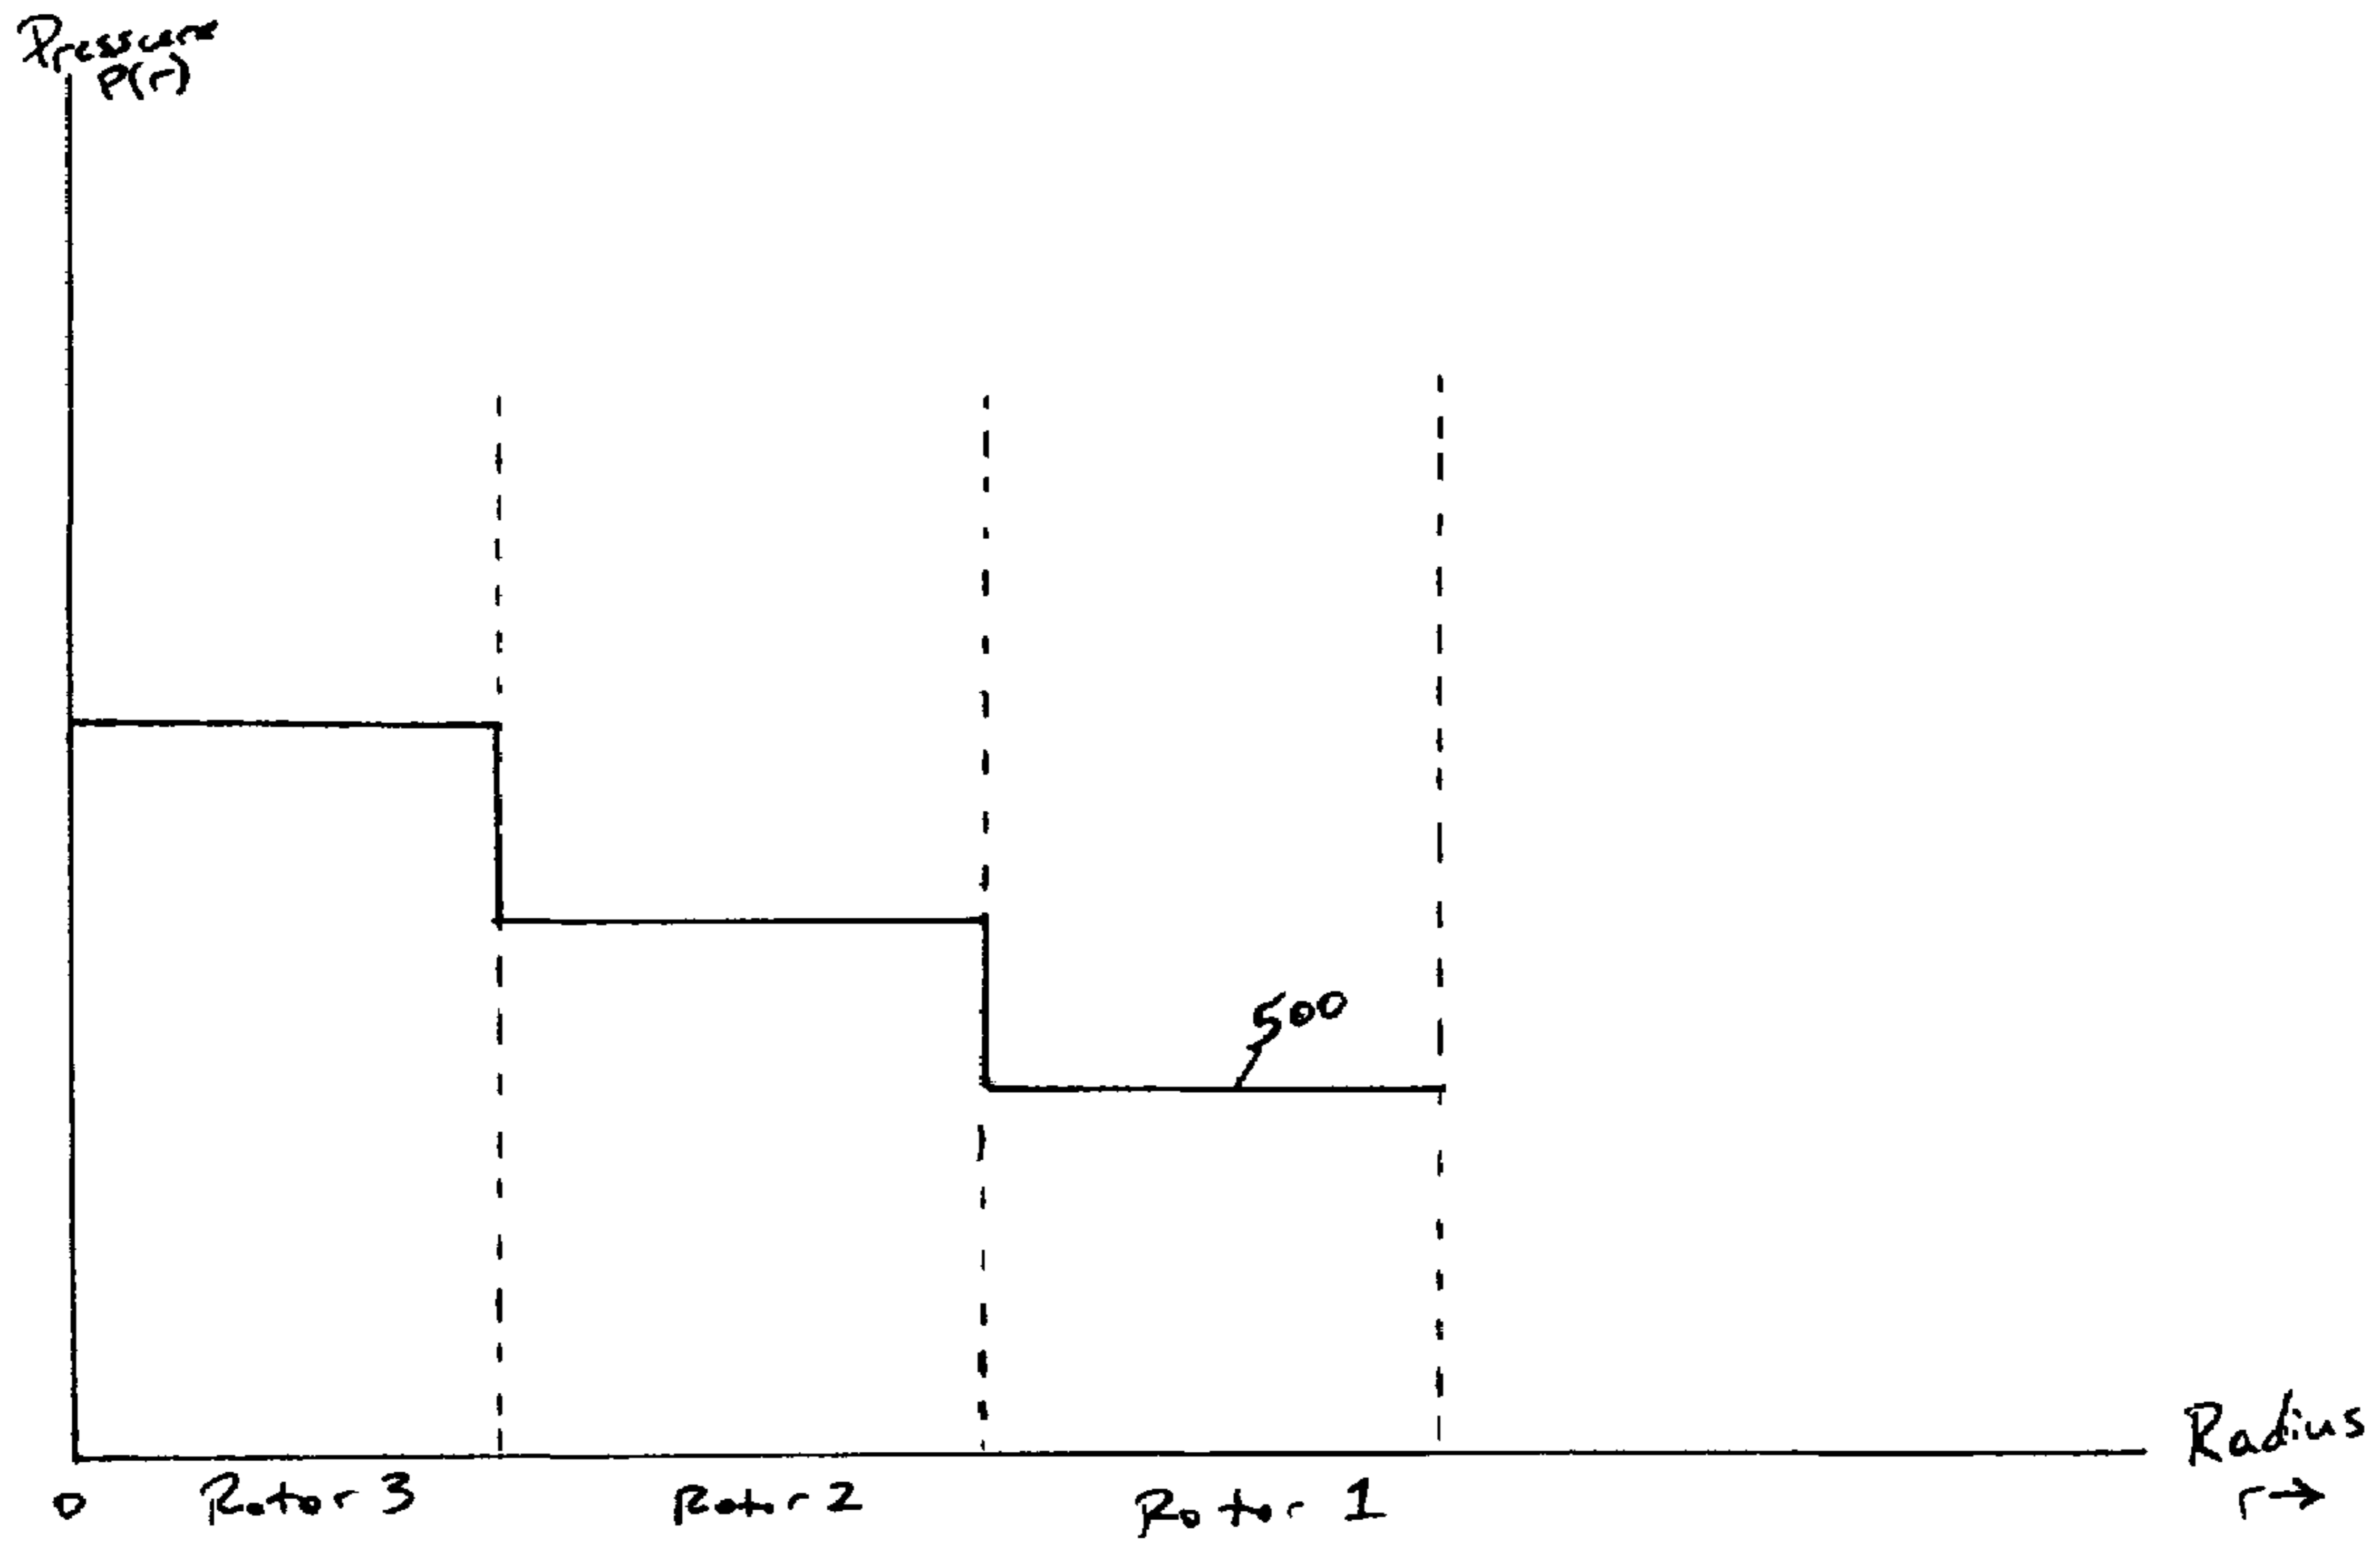 Pressure
P(r)
500
Radius
r→
0 Rotor 3 Rotor 2 Rotor 1